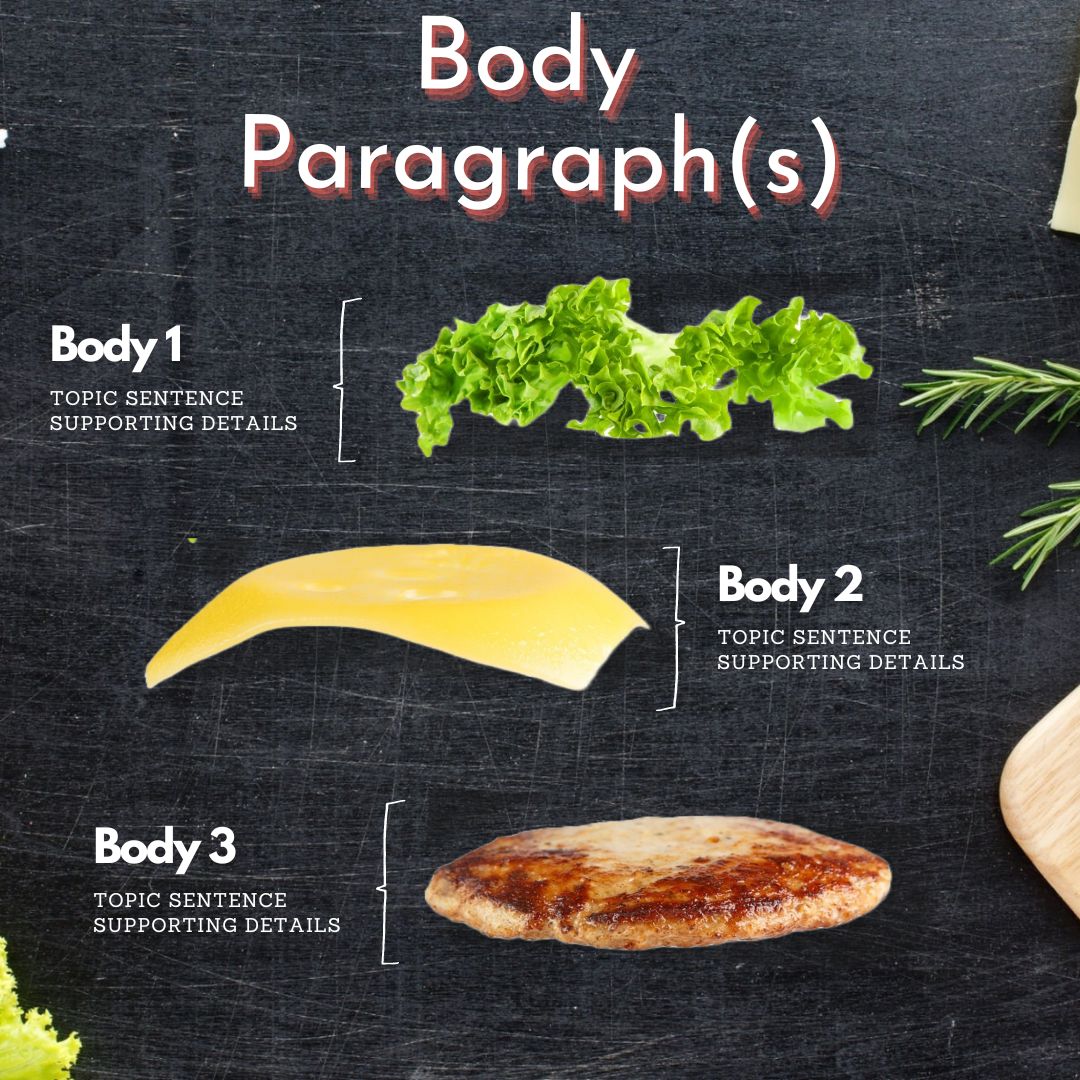 Body
Paragraph(s)
Body 1
TOPIC SENTENCE
SUPPORTING DETAILS
Body 2
TOPIC SENTENCE
SUPPORTING DETAILS
Body 3
TOPIC SENTENCE
SUPPORTING DETAILS